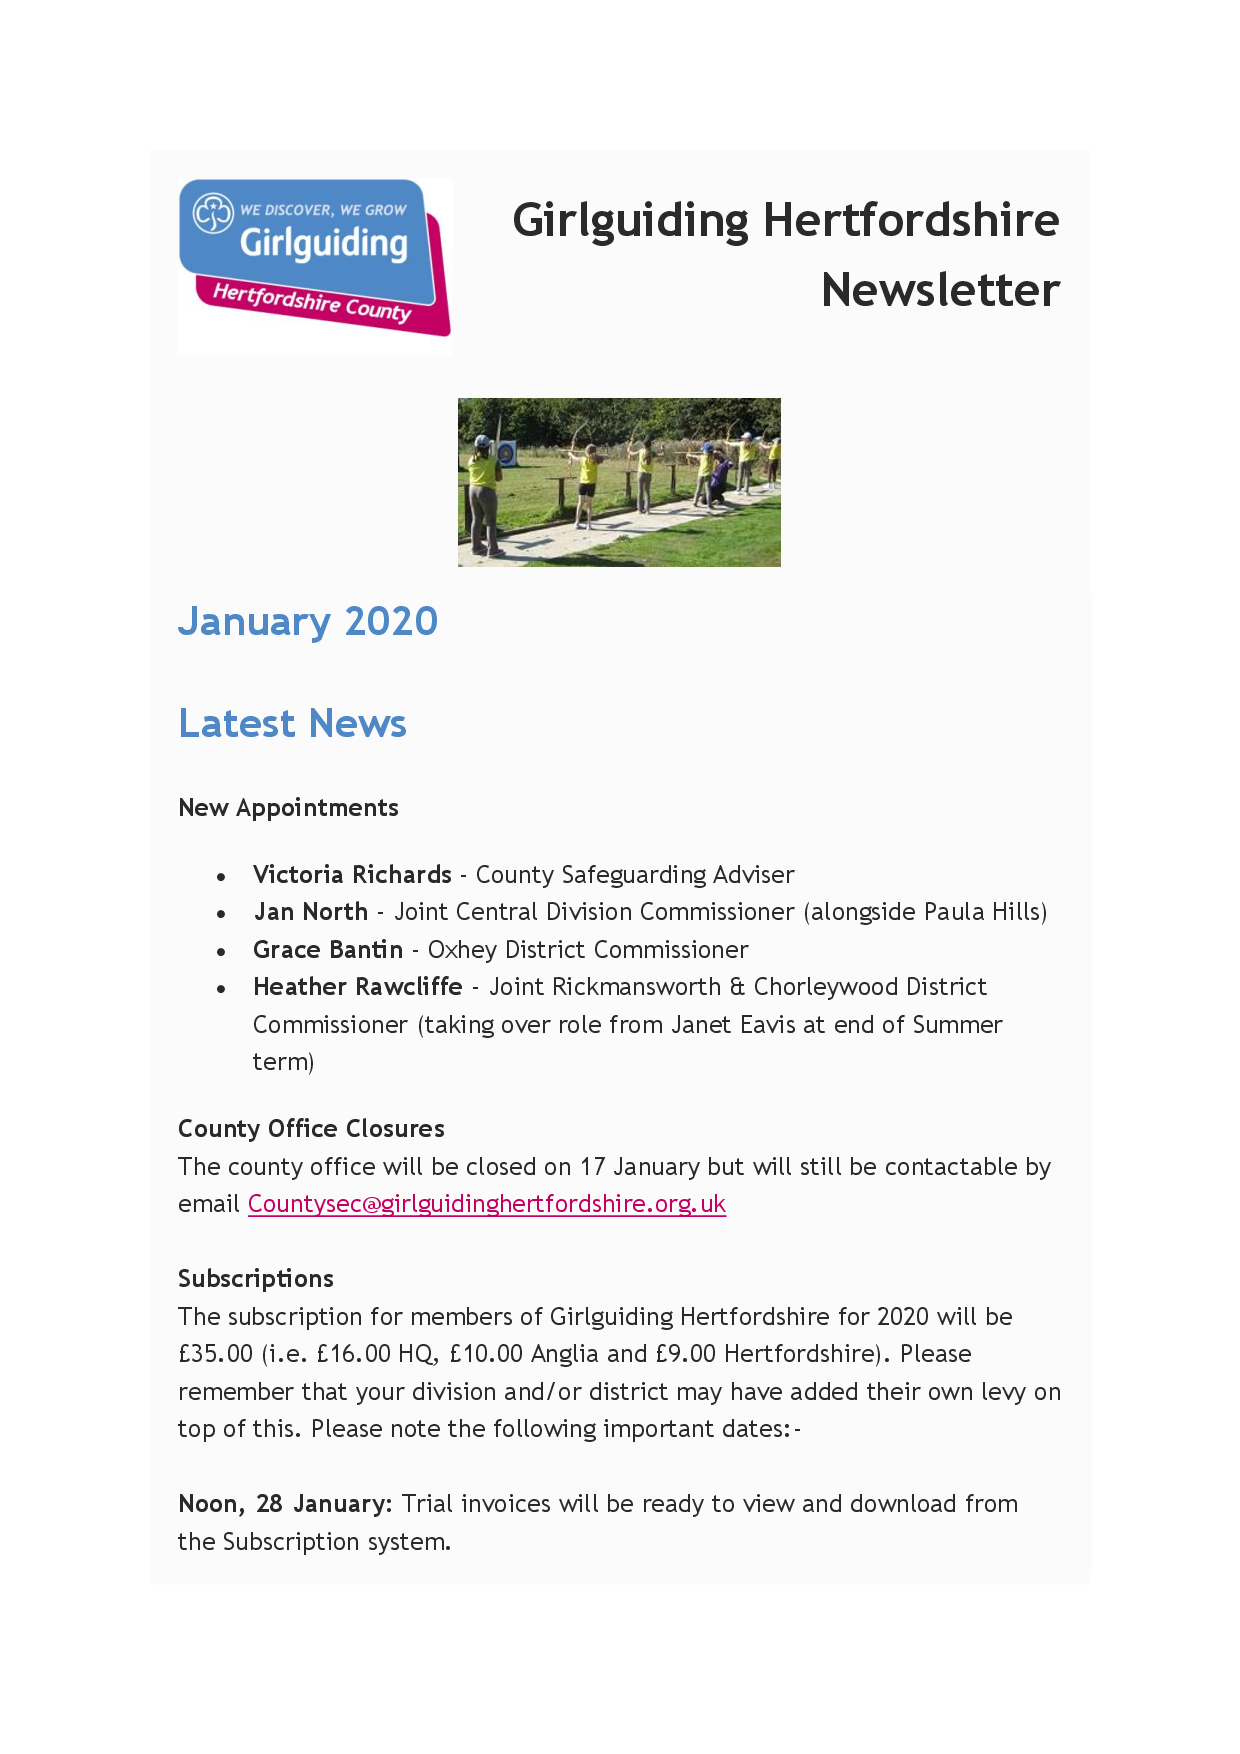 WE DISCOVER, WE GROW
Girlguiding
Hertfordshire County
Girlguiding Hertfordshire
Newsletter
January 2020
Latest News
New Appointments
• Victoria Richards - County Safeguarding Adviser
• Jan North - Joint Central Division Commissioner (alongside Paula Hills)
• Grace Bantin - Oxhey District Commissioner
• Heather Rawcliffe - Joint Rickmansworth & Chorleywood District
Commissioner (taking over role from Janet Eavis at end of Summer
term)
County Office Closures
The county office will be closed on 17 January but will still be contactable by
email Countysec@girlguidinghertfordshire.org.uk
Subscriptions
The subscription for members of Girlguiding Hertfordshire for 2020 will be
£35.00 (i.e. £16.00 HQ, £10.00 Anglia and £9.00 Hertfordshire). Please
remember that your division and/or district may have added their own levy on
top of this. Please note the following important dates:-
Noon, 28 January: Trial invoices will be ready to view and download from
the Subscription system.